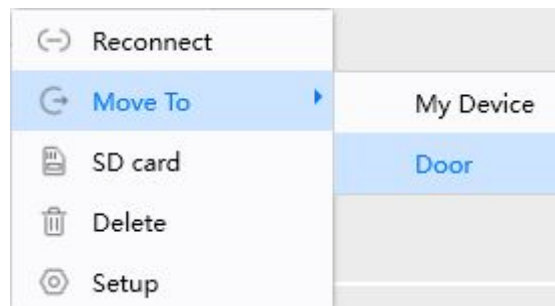 Reconnect
Move To
My Device
SD card
Door
Delete
Setup